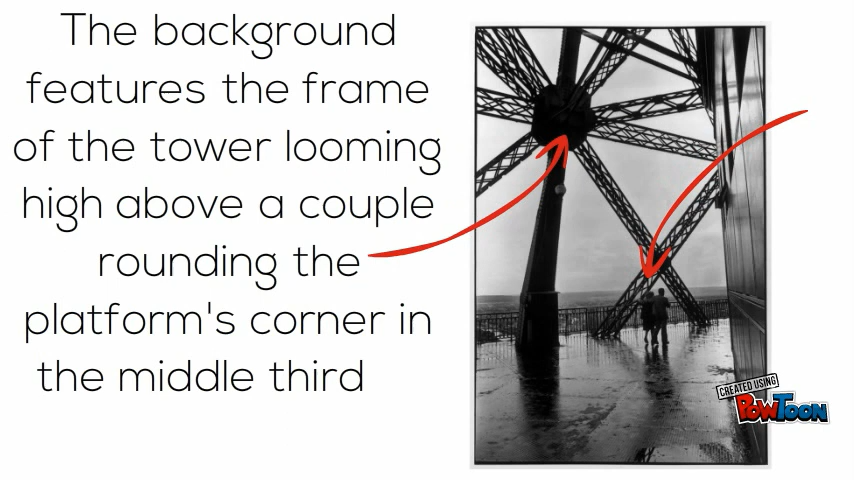 The background
features the frame
of the tower looming
high above a couple
rounding the
platform's corner in
the middle third
CREATED USING
POWTOON